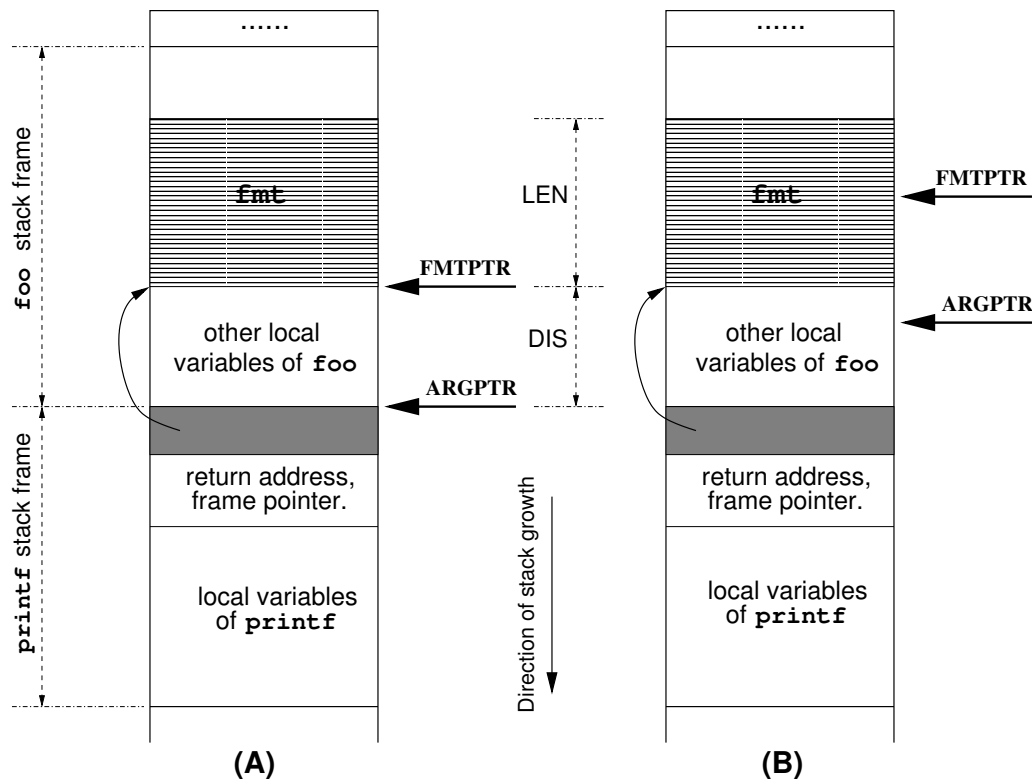 ......
foo stack frame
fmt
FMTPTR
other local
variables of foo
ARGPTR
printf stack frame
return address,
frame pointer.
local variables
of printf
(A)
LEN
DIS
Direction of stack growth
......
fmt
FMTPTR
ARGPTR
other local
variables of foo
return address,
frame pointer.
local variables
of printf
(B)